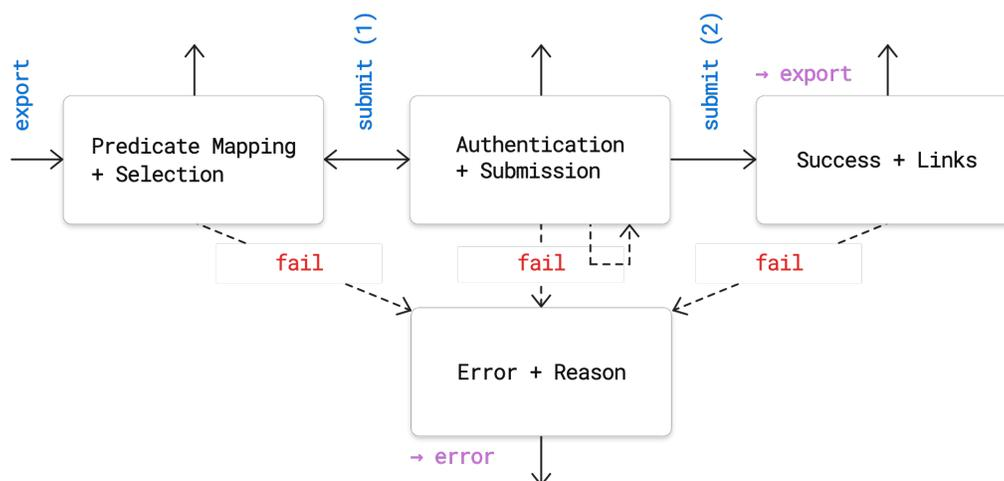 export
submit (1)
submit (2)
→ export
Predicate Mapping
+ Selection
Authentication
+ Submission
Success + Links
fail
fail
fail
Error + Reason
→ error